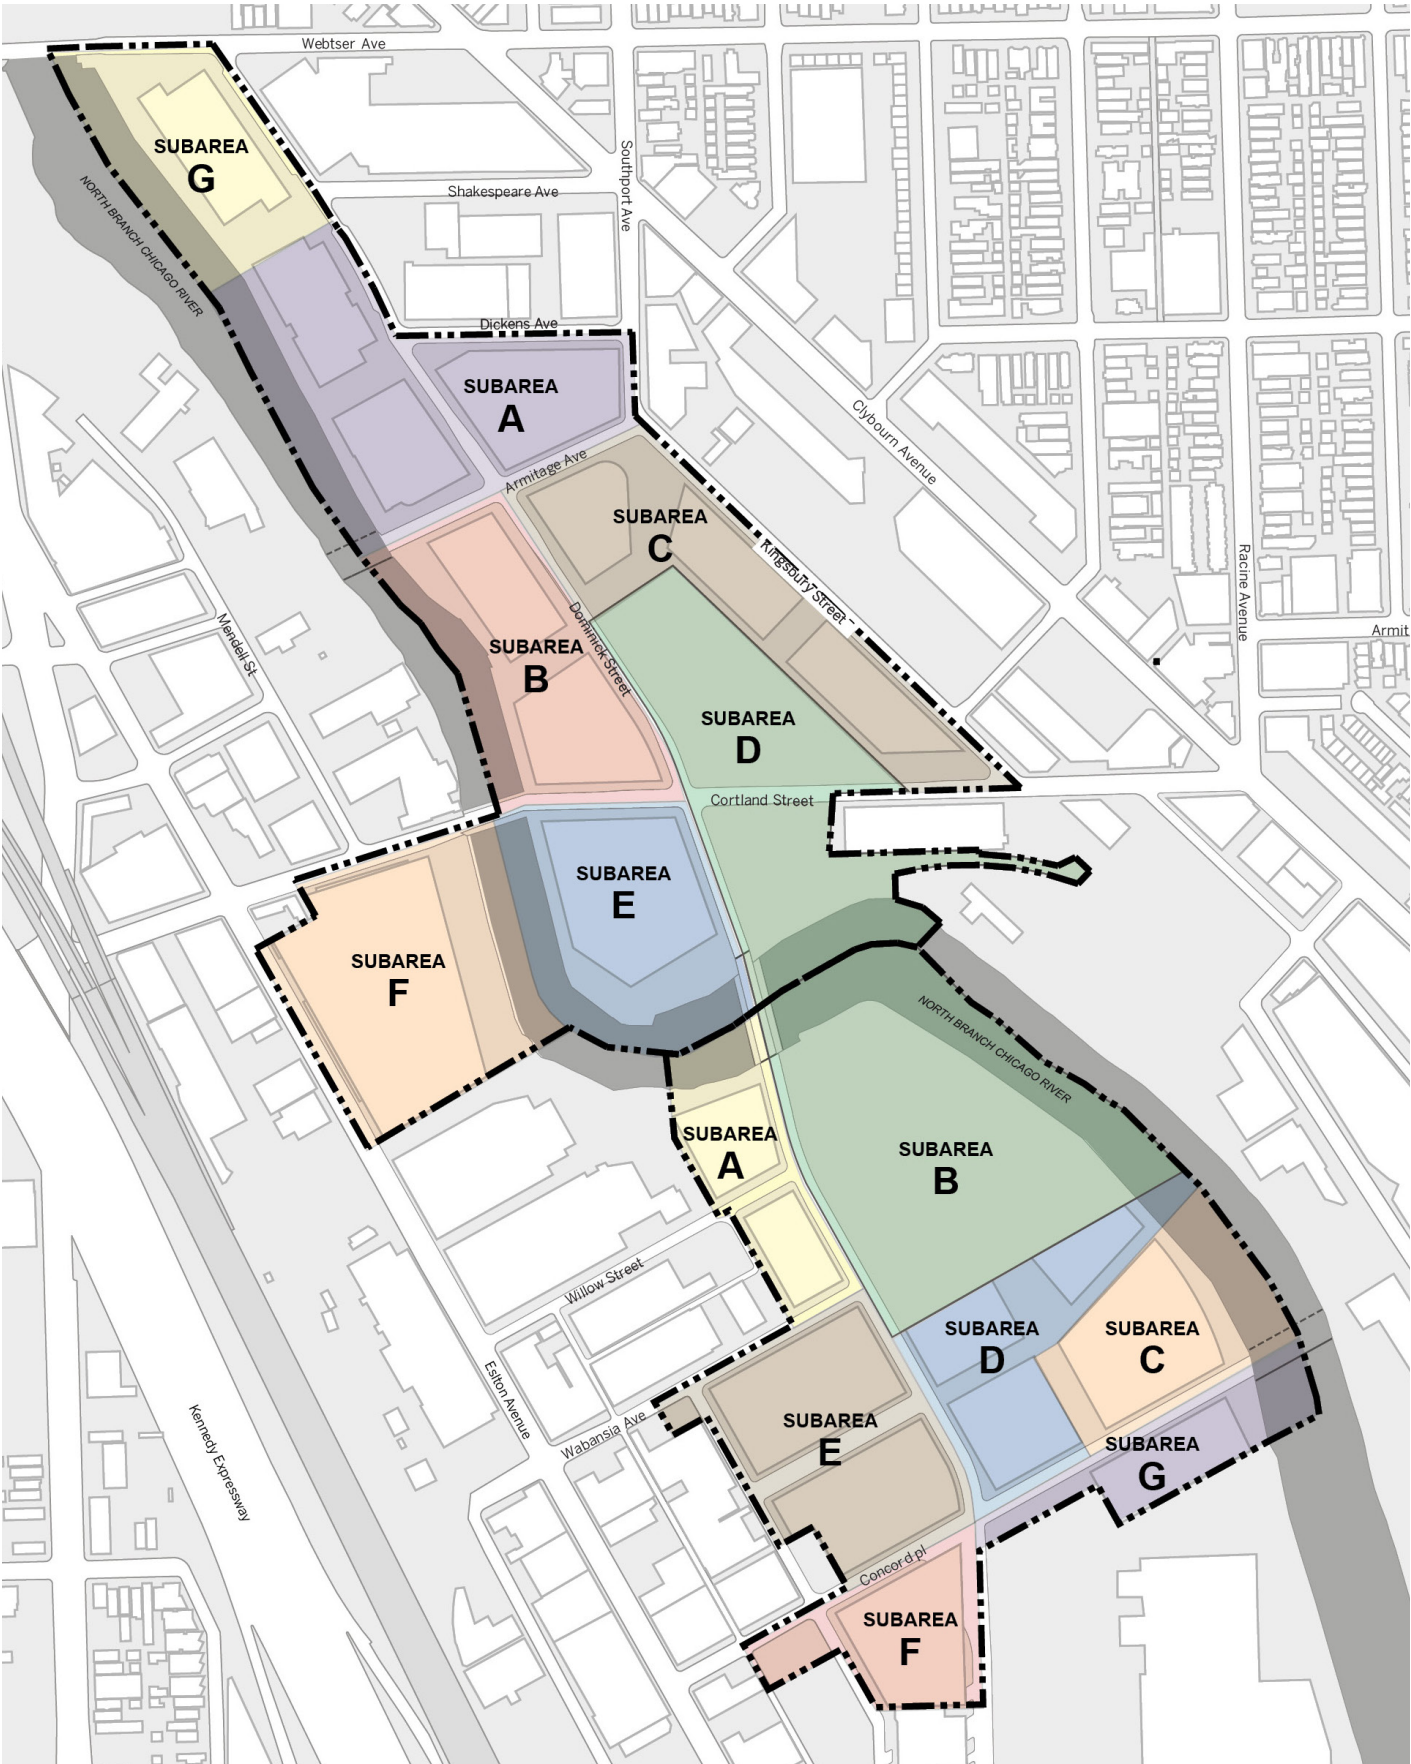 Webtser Ave
SUBAREA
G
Southport Ave
NORTH BRANCH CHICAGO RIVER
Shakespeare Ave
Dickens Ave
SUBAREA
A
Clybourn Avenue
Armitage Ave
SUBAREA
C
Kingsbury Street
Racine Avenue
Dominick Street
Mendell St
Armit
SUBAREA
B
SUBAREA
D
Cortland Street
SUBAREA
E
SUBAREA
F
NORTH BRANCH CHICAGO RIVER
SUBAREA
A
SUBAREA
B
Willow Street
SUBAREA
D
SUBAREA
C
Eslton Avenue
Wabansia Ave
SUBAREA
E
SUBAREA
G
Kennedy Expressway
Concord pl
SUBAREA
F